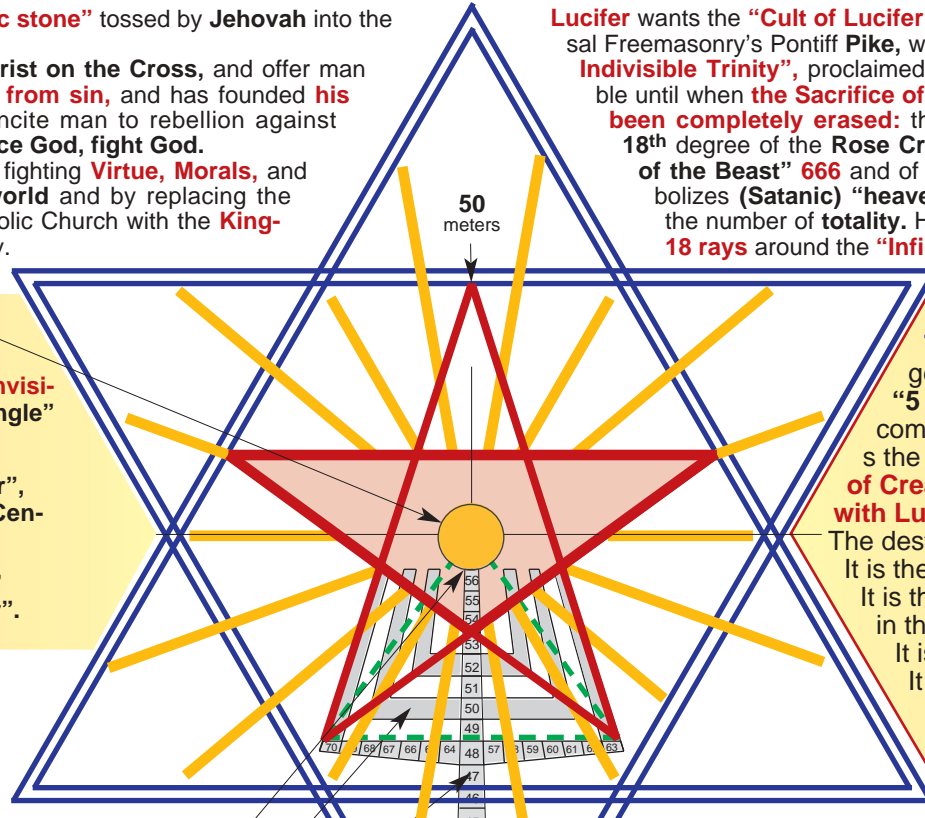 c stone” tossed by Jehovah into the
rist on the Cross, and offer man
from sin, and has founded his
ncite man to rebellion against
ce God, fight God.
fighting Virtue, Morals, and
world and by replacing the
olic Church with the King-
y.
Lucifer wants the “Cult of Lucifer
sal Freemasonry's Pontiff Pike, w
Indivisible Trinity”, proclaimed
ble until when the Sacrifice of
been completely erased: th
18th degree of the Rose Cr
of the Beast” 666 and of
bolizes (Satanic) “heave
the number of totality. H
18 rays around the “Infi
50
meters
nvisi-
ngle”
r”,
Cen-
”.
go
“5
com
s the
of Crea
with Lu
The dest
It is the
It is th
in th
It is
It
56
55
54
53
52
51
50
49
48
47
46
70
68
67
66
64
57
59
60
61
63